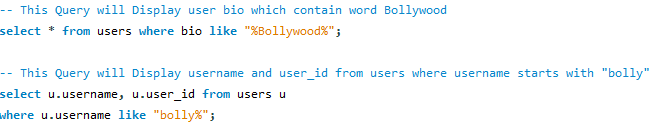 -- This Query will Display user bio which contain word Bollywood
select * from users where bio like "%Bollywood%";
-- This Query will Display username and user_id from users where username starts with "bolly"
select u.username, u.user_id from users u
where u.username like "bolly%";